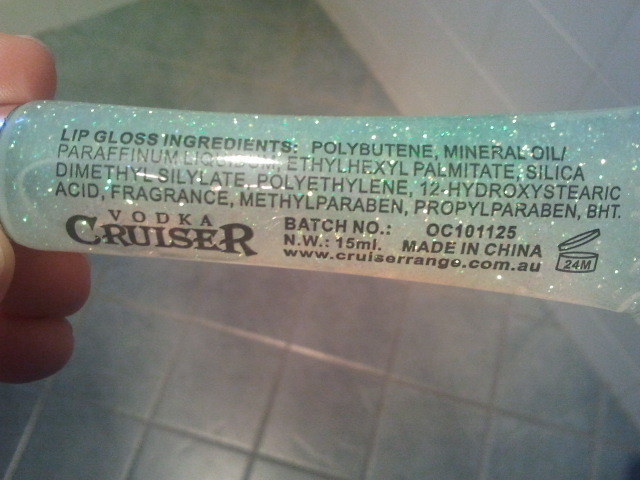 LIP GLOSS INGREDIENTS: POLYBUTENE, MINERAL OIL/
PARAFFINUM LIQUIDUM, ETHYLHEXYL PALMITATE, SILICA
DIMETHYL SILYLATE, POLYETHYLENE, 12-HYDROXYSTEARIC
ACID, FRAGRANCE, METHYLPARABEN, PROPYLPARABEN, BHT.
VODKA
CRUISER
BATCH NO.: OC101125
N.W.: 15ml. MADE IN CHINA
www.cruiserrange.com.au
24M